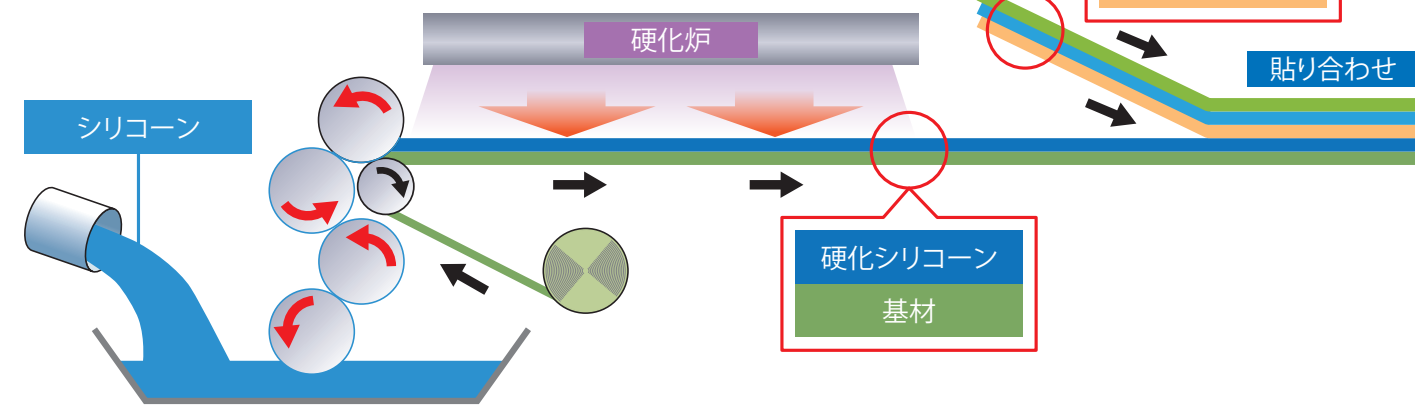 硬化炉
貼り合わせ
シリコーン
硬化シリコーン
基材